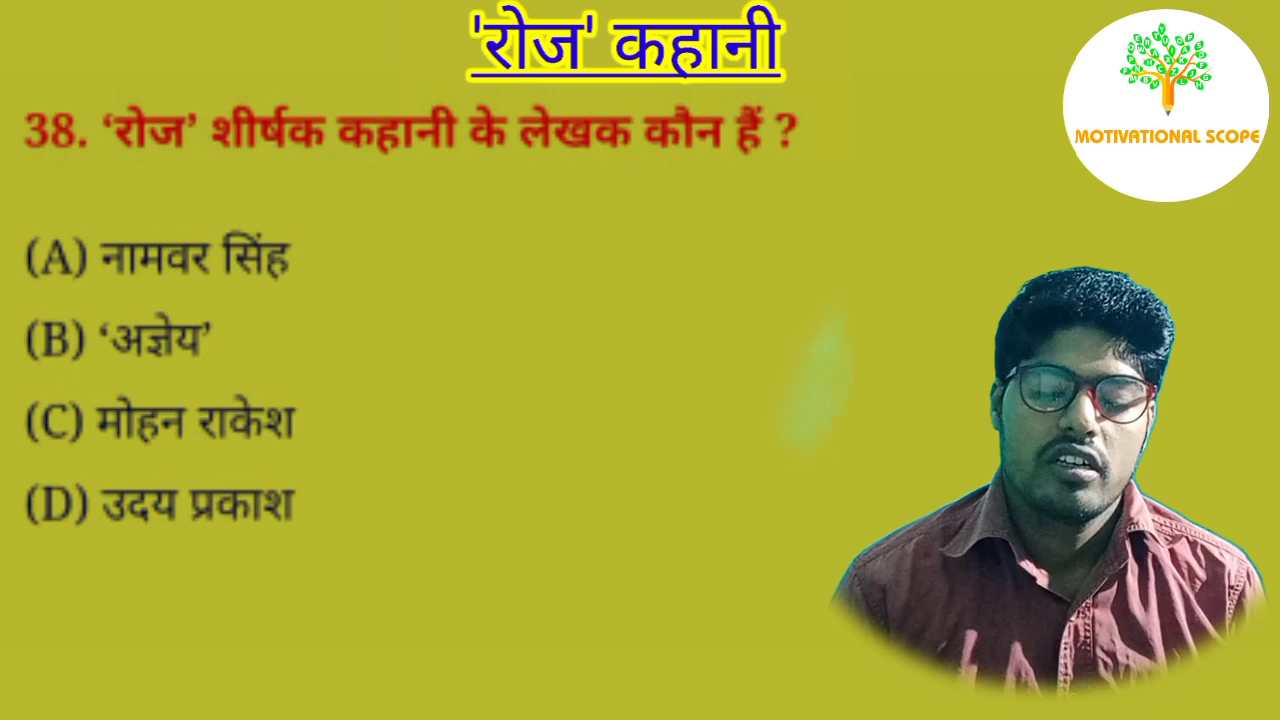 'रोज' कहानी
38. ‘रोज’ शीर्षक कहानी के लेखक कौन हैं ?
(A) नामवर सिंह
(B) ‘अज्ञेय’
(C) मोहन राकेश
(D) उदय प्रकाश
MOTIVATIONAL SCOPE